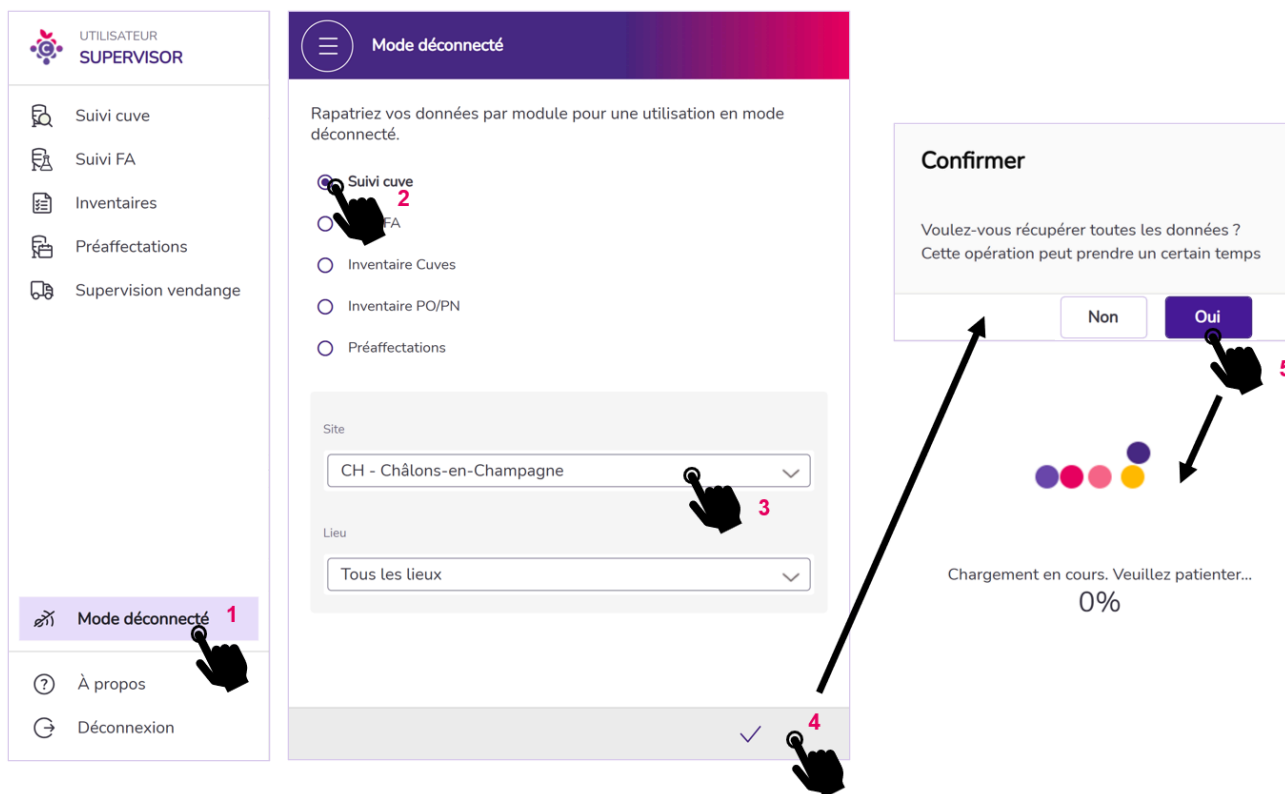 UTILISATEUR
SUPERVISOR
Suivi cuve
Suivi FA
Inventaires
Préaffectations
Supervision vendange
Mode déconnecté
1
À propos
Déconnexion
Mode déconnecté
Rapatriez vos données par module pour une utilisation en mode
déconnecté.
Suivi cuve
2
FA
Inventaire Cuves
Inventaire PO/PN
Préaffectations
Site
CH - Châlons-en-Champagne
3
Lieu
Tous les lieux
4
Confirmer
Voulez-vous récupérer toutes les données ?
Cette opération peut prendre un certain temps
Non
Oui
5
Chargement en cours. Veuillez patienter...
0%